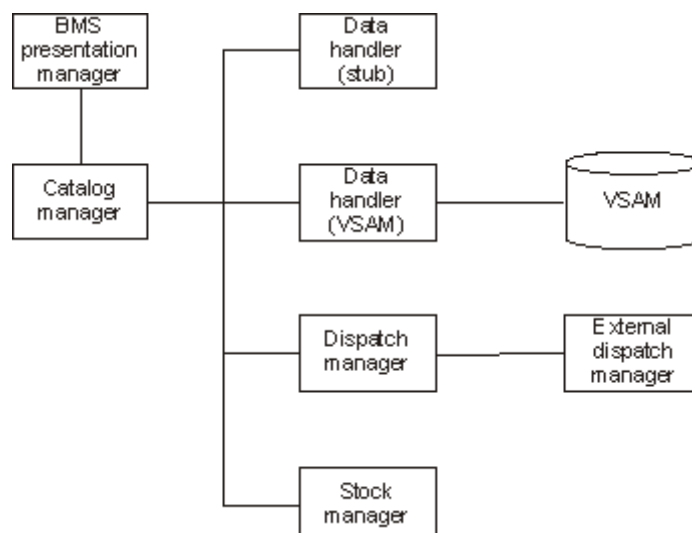 BMS
presentation
manager
Data
handler
(stub)
Catalog
manager
Data
handler
(VSAM)
VSAM
Dispatch
manager
External
dispatch
manager
Stock
manager